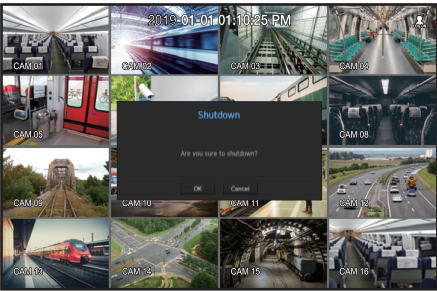 2019-01-01 01:10:25 PM
CAM 01
CAM 02
CAM 03
CAM 04
Shutdown
CAM 05
CAM 08
Are you sure to shutdown?
OK
Cancel
CAM 09
CAM 10
CAM 11
CAM 12
CAM 13
CAM 14
CAM 15
CAM 16